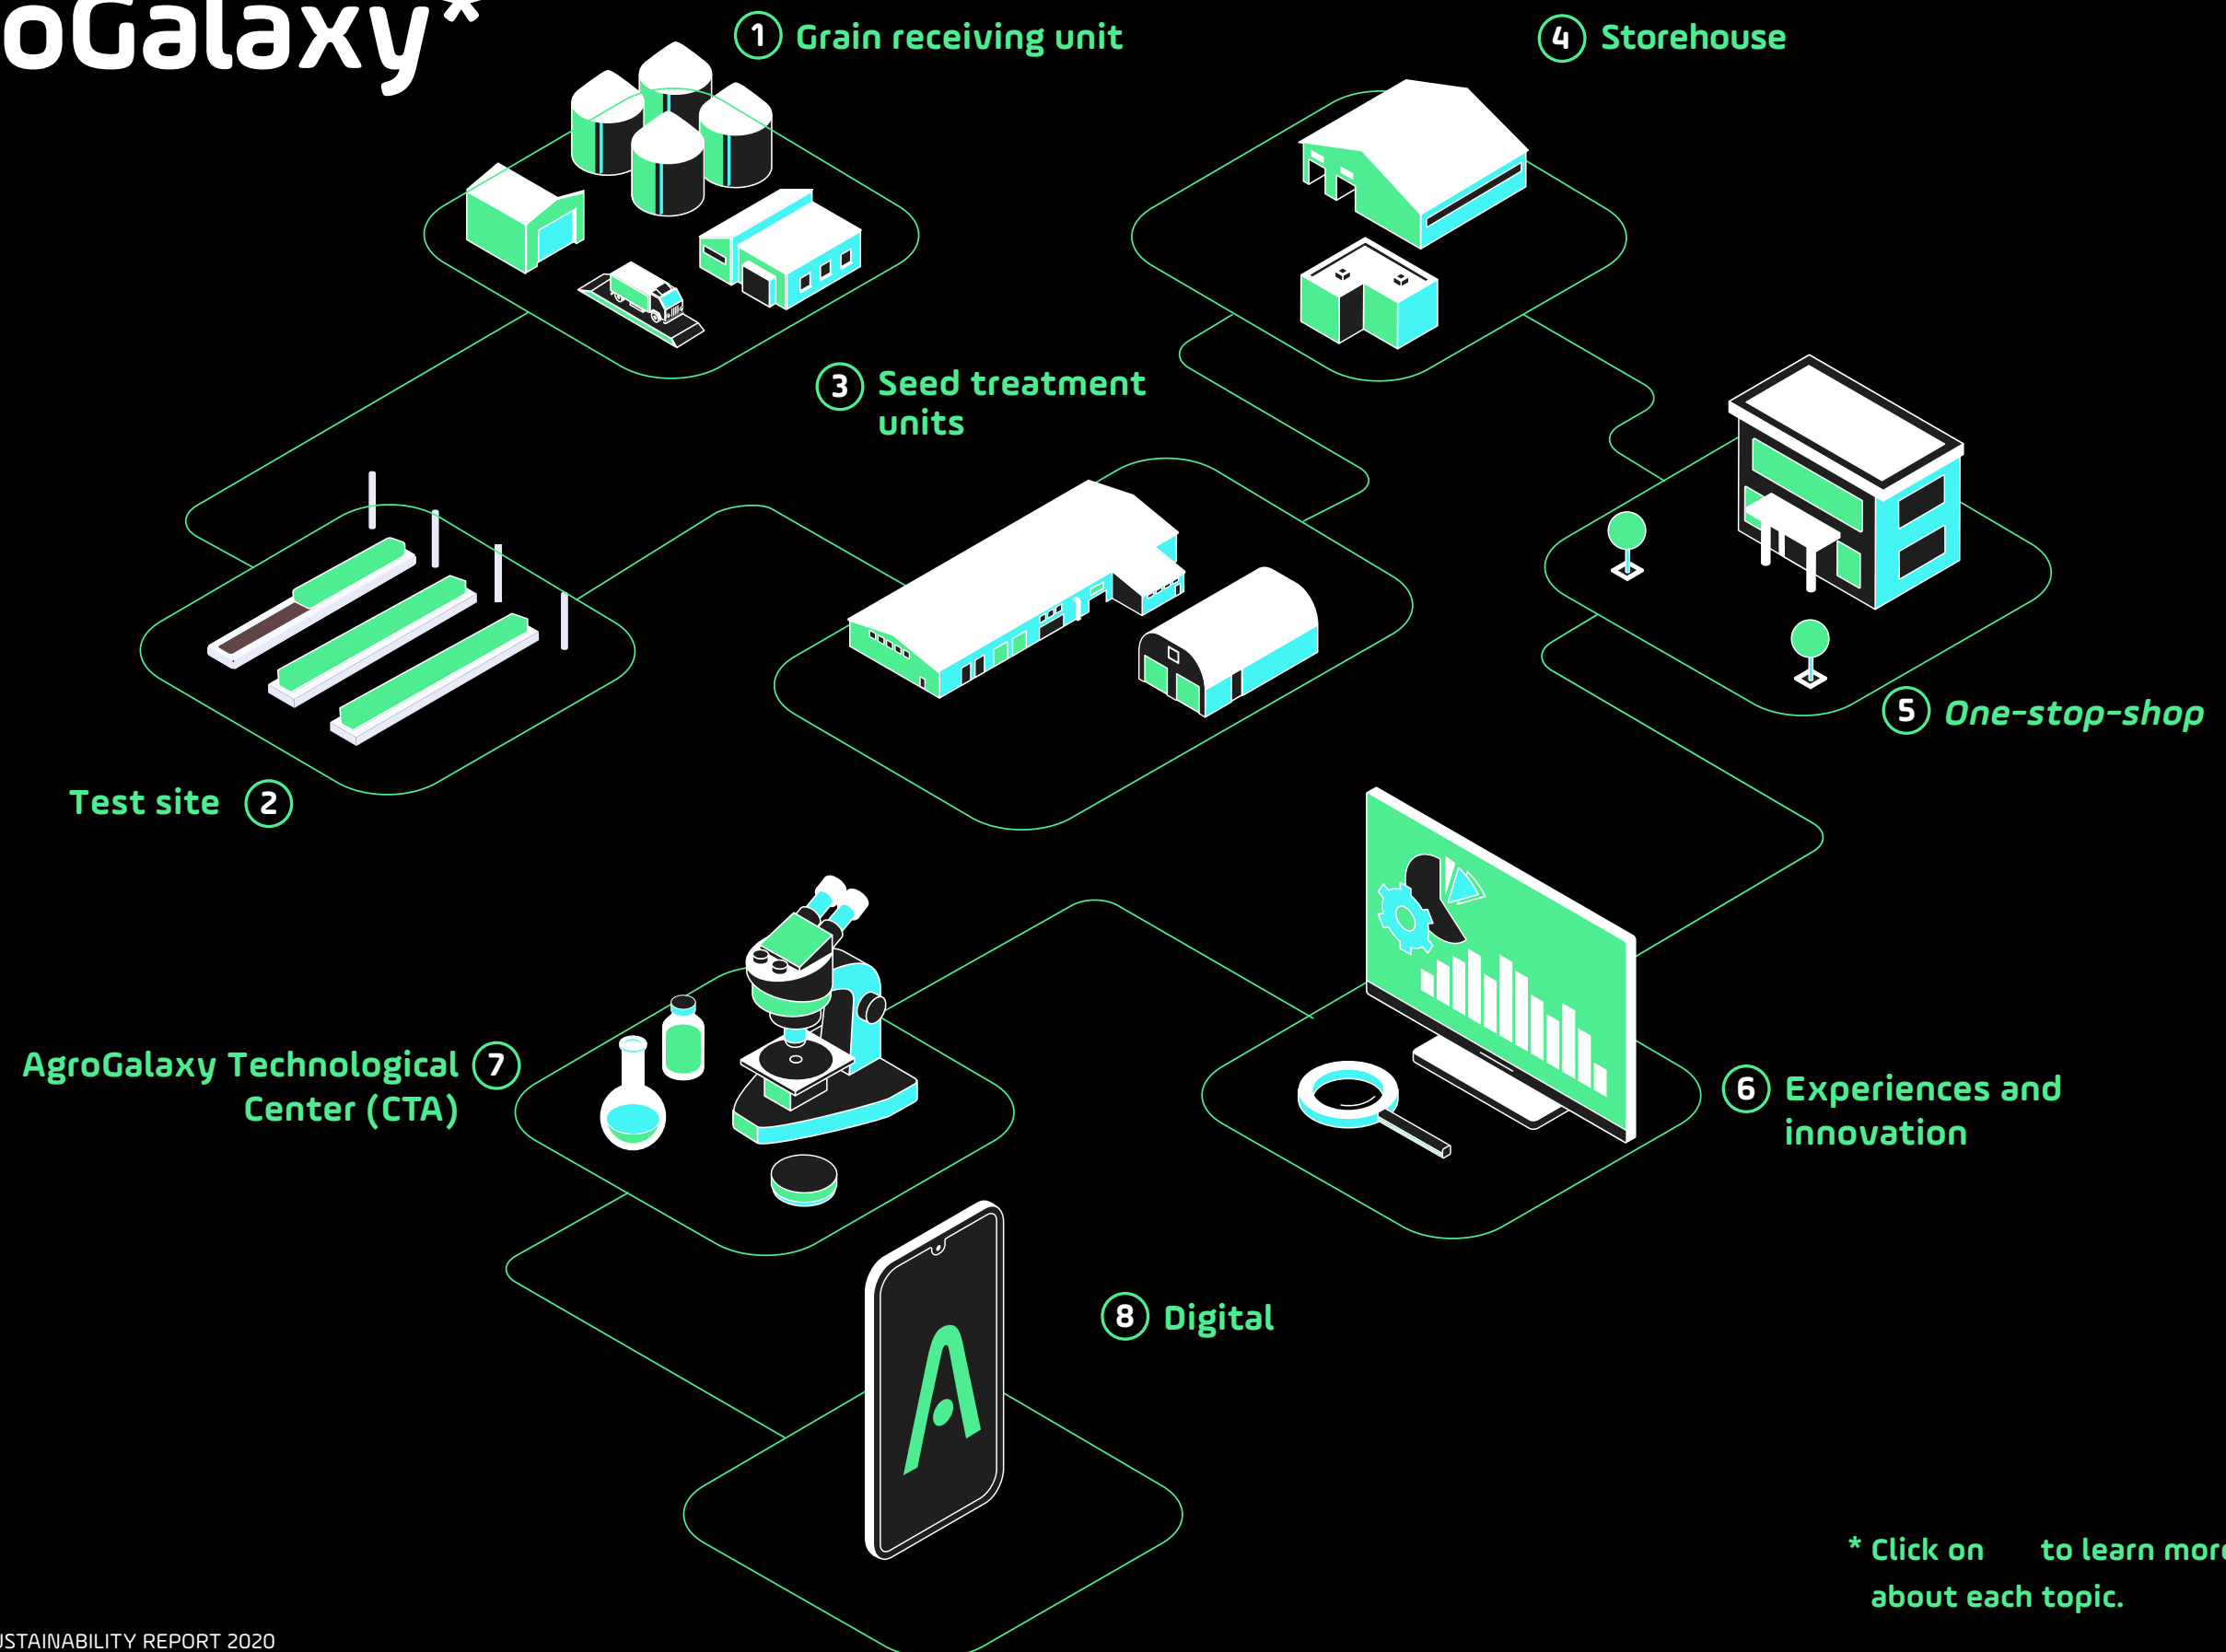 oGalaxy*
1 Grain receiving unit
4 Storehouse
3 Seed treatment
units
5 One-stop-shop
Test site 2
AgroGalaxy Technological 7
Center (CTA)
6 Experiences and
innovation
8 Digital
* Click on to learn more
about each topic.
USTAINABILITY REPORT 2020